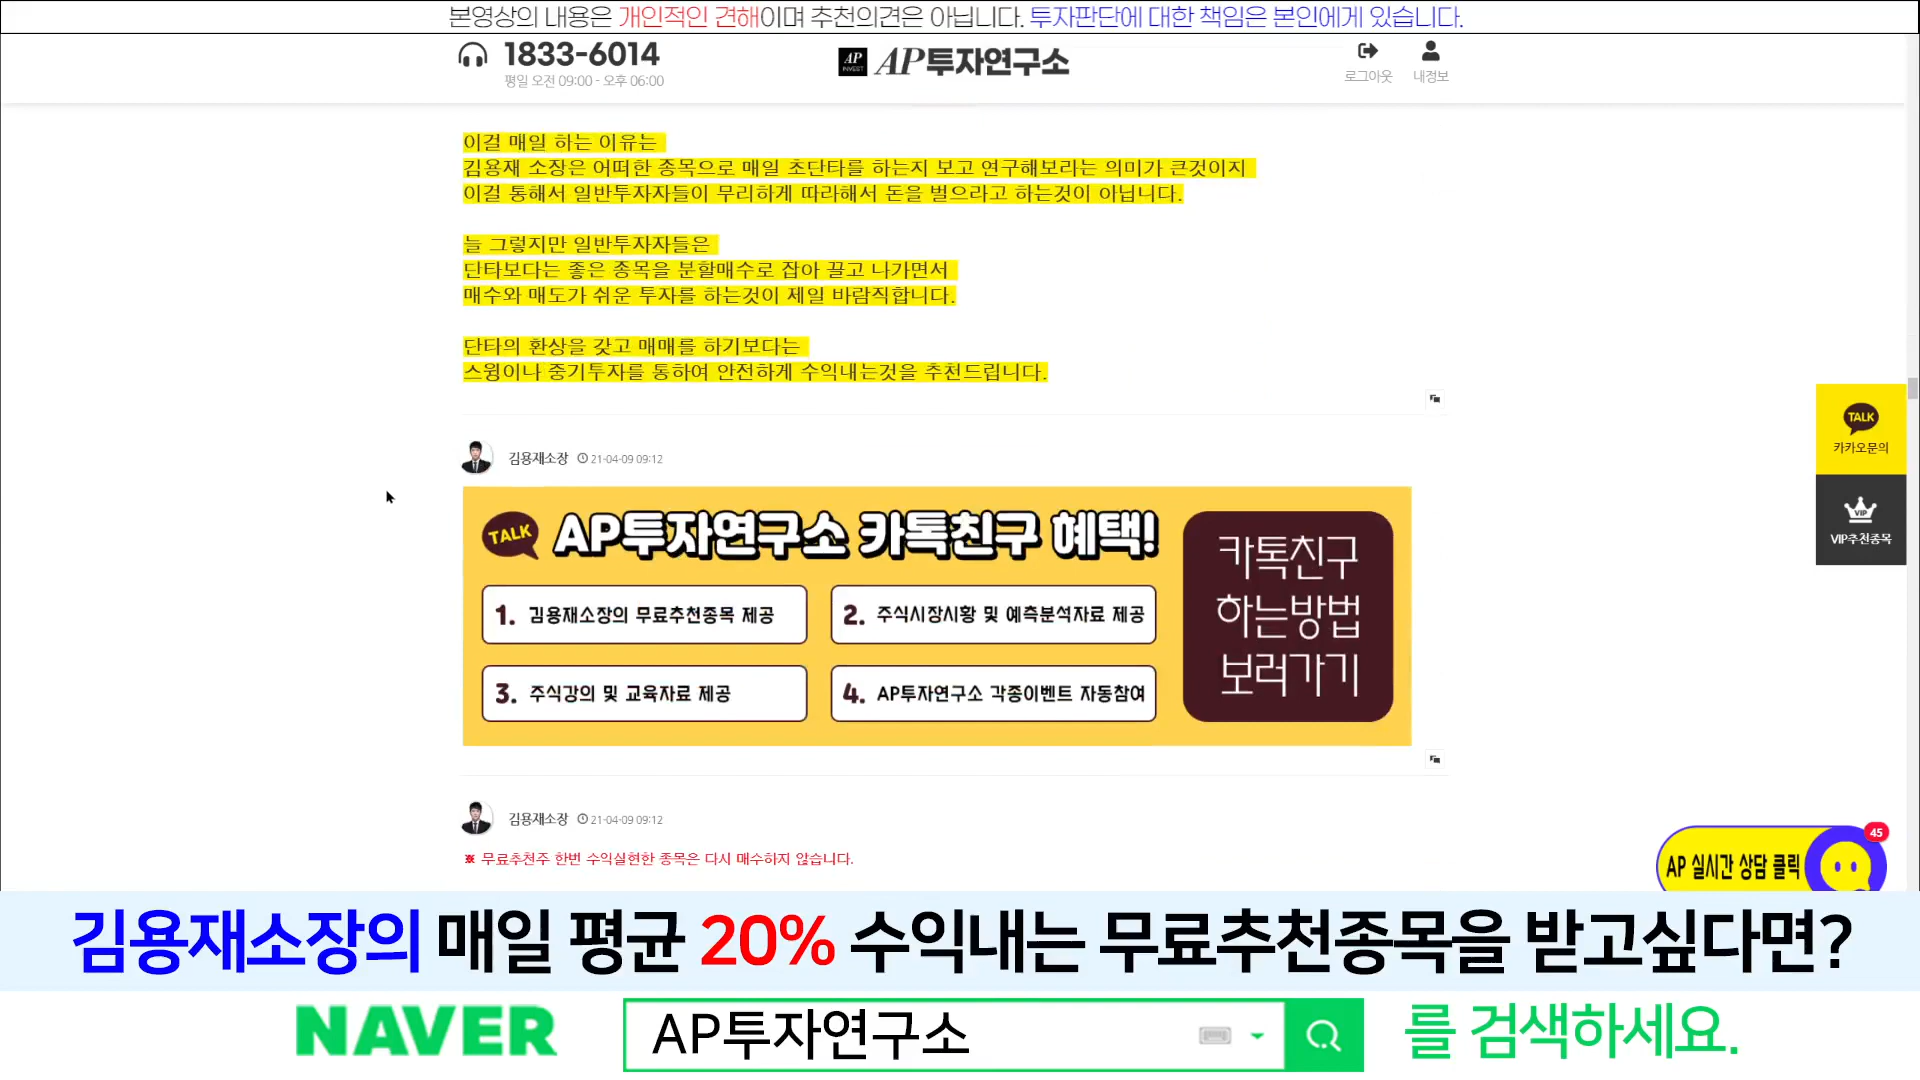 본영상의 내용은 개인적인 견해이며 추천의견은 아닙니다. 투자판단에 대한 책임은 본인에게 있습니다.
1833-6014
평일 오전 09:00 - 오후 06:00
AP INVEST AP투자연구소
로그아웃 내정보
이걸 매일 하는 이유는
김용재 소장은 어떠한 종목으로 매일 초단타를 하는지 보고 연구해보라는 의미가 큰것이지
이걸 통해서 일반투자자들이 무리하게 따라해서 돈을 벌으라고 하는것이 아닙니다.
늘 그렇지만 일반투자자들은
단타보다는 좋은 종목을 분할매수로 잡아 끌고 나가면서
매수와 매도가 쉬운 투자를 하는것이 제일 바람직합니다.
단타의 환상을 갖고 매매를 하기보다는
스윙이나 중기투자를 통하여 안전하게 수익내는것을 추천드립니다.
TALK
카카오문의
VIP
VIP추천종목
김용재소장 21-04-09 09:12
TALK AP투자연구소 카톡친구 혜택!
1. 김용재소장의 무료추천종목 제공
2. 주식시장시황 및 예측분석자료 제공
3. 주식강의 및 교육자료 제공
4. AP투자연구소 각종이벤트 자동참여
카톡친구
하는방법
보러가기
김용재소장 21-04-09 09:12
※ 무료추천주 한번 수익실현한 종목은 다시 매수하지 않습니다.
45
AP 실시간 상담 클릭
김용재소장의 매일 평균 20% 수익내는 무료추천종목을 받고싶다면?
NAVER AP투자연구소 를 검색하세요.